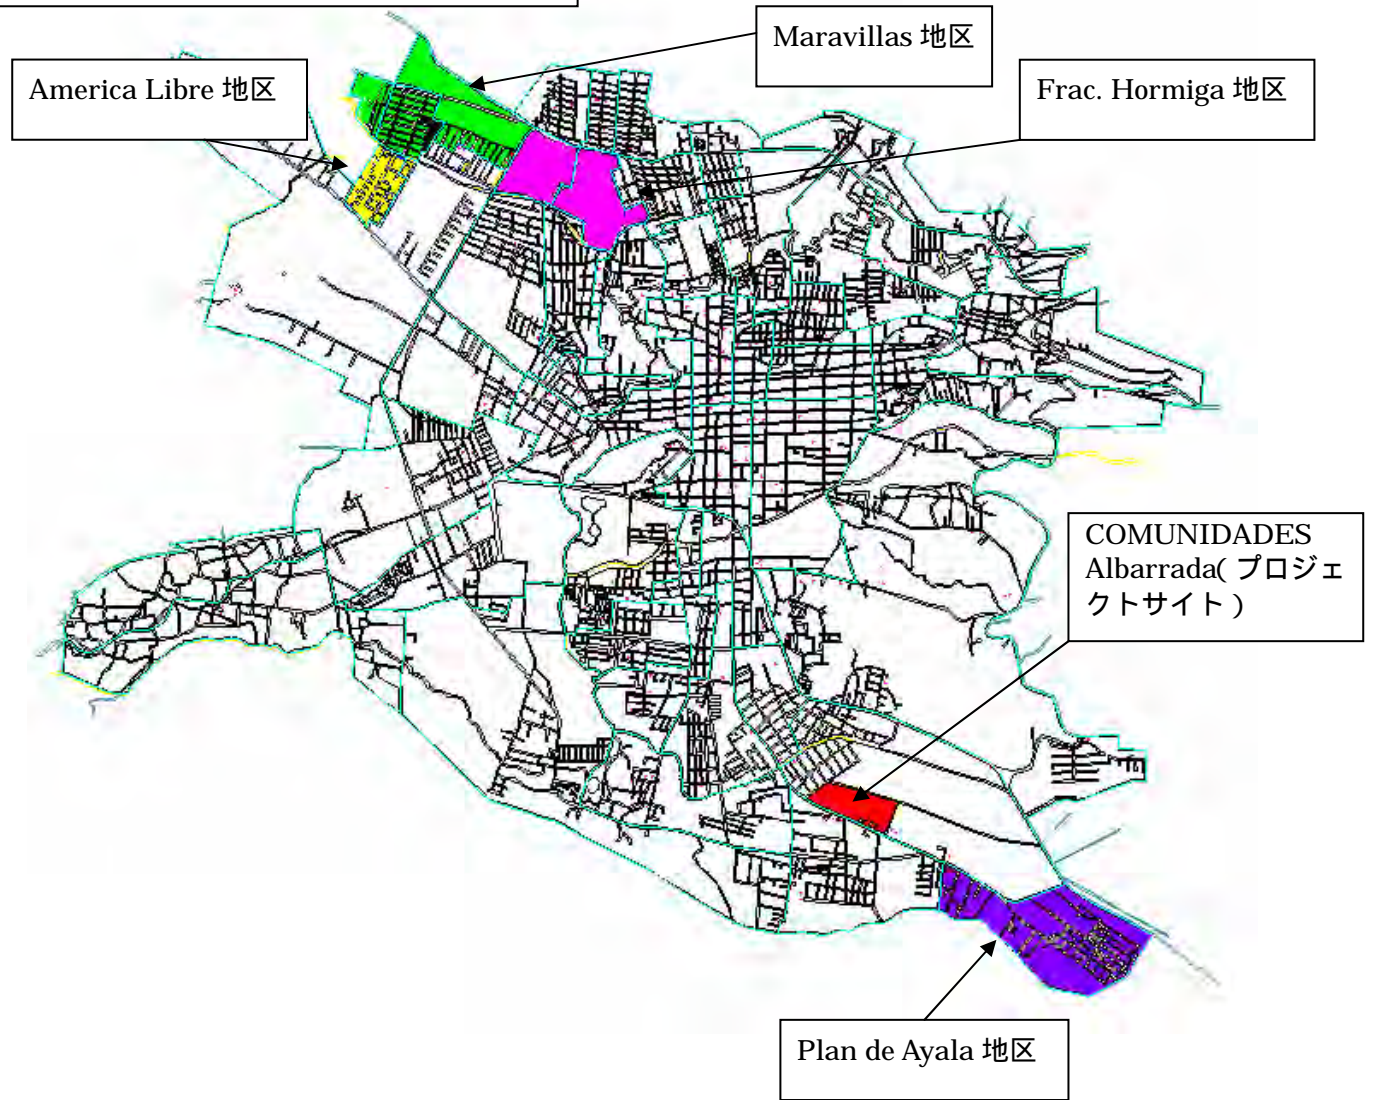 Maravillas 地区
America Libre 地区
Frac. Hormiga 地区
COMUNIDADES
Albarrada( プロジェ
クトサイト )
Plan de Ayala 地区